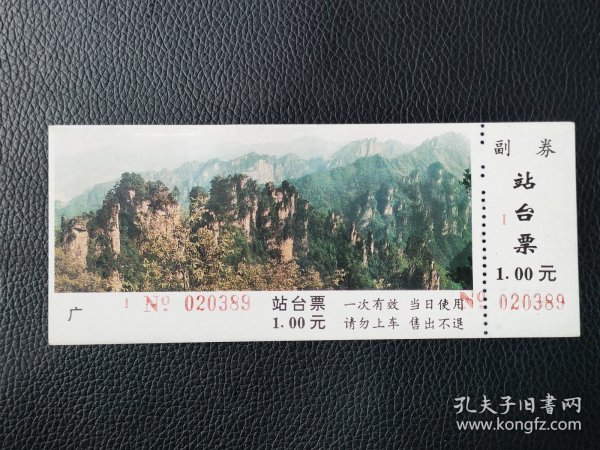 副 券
站台票
I
1.00元
Nº 020389
广
I Nº 020389
站台票
1.00元
一次有效 当日使用
请勿上车 售出不退
孔夫子旧书网
www.kongfz.com